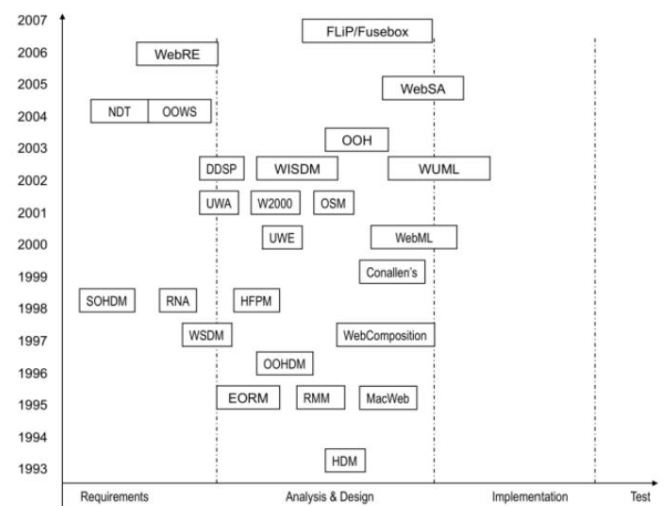 2007
FLiP/Fusebox
2006
WebRE
2005
WebSA
2004
NDT OOWS
2003
OOH
DDSP WISDM WUML
2002
UWA W2000 OSM
2001
UWE WebML
2000
Conallen's
1999
SOHDM RNA HFPM
1998
WSDM WebComposition
1997
OOHDM
1996
EORM RMM MacWeb
1995
1994
HDM
1993
Requirements Analysis & Design Implementation Test